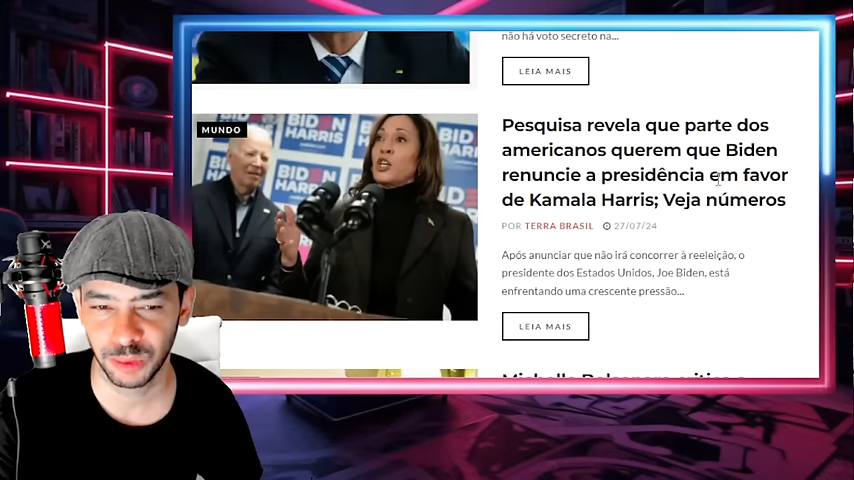 não há voto secreto na...
LEIA MAIS
MUNDO
BIDEN
HARRIS
BIDEN
HARRIS
Pesquisa revela que parte dos
americanos querem que Biden
renuncie a presidência em favor
de Kamala Harris; Veja números
POR TERRA BRASIL 27/07/24
Após anunciar que não irá concorrer à reeleição, o
presidente dos Estados Unidos, Joe Biden, está
enfrentando uma crescente pressão...
LEIA MAIS